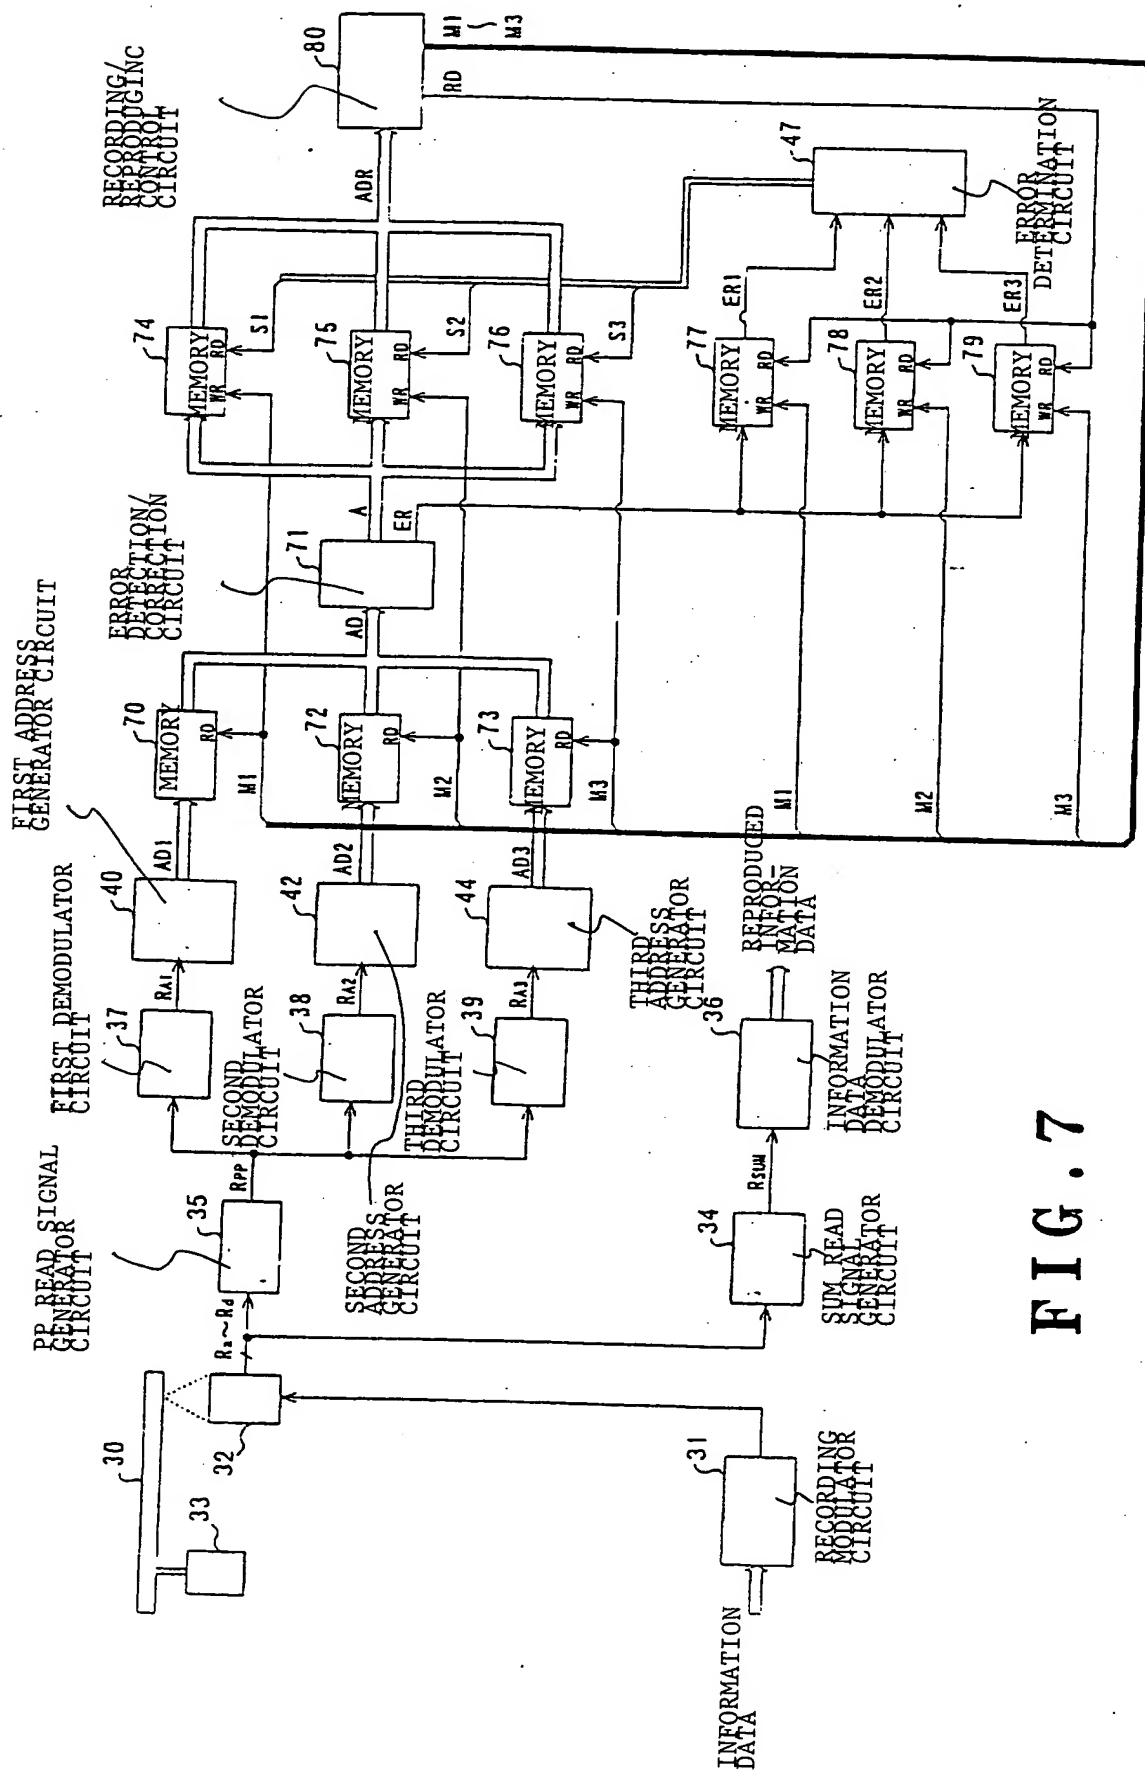 RECORDING/
REPRODUGINC
CONTROL
CIRCUIT
80
M1
M3
RD
ADR
74
MEMORY
WR
RD
S1
75
MEMORY
WR
RD
S2
76
MEMORY
WR
RD
S3
47
ERROR
DETERMINATION
CIRCUIT
77
MEMORY
WR
RD
ER1
78
MEMORY
WR
RD
ER2
79
MEMORY
WR
RD
ER3
ERROR
DETECTION/
CORRECTION
CIRCUIT
71
A
ER
AD
FIRST ADDRESS
GENERATOR CIRCUIT
70
MEMORY
RD
M1
72
MEMORY
RD
M2
73
MEMORY
RD
M3
M1
M2
M3
40
AD1
42
AD2
44
AD3
THIRD
ADDRESS
GENERATOR
CIRCUIT
FIRST DEMODULATOR
CIRCUIT
37
RA1
SECOND
DEMODULATOR
CIRCUIT
38
RA2
THIRD
DEMODULATOR
CIRCUIT
39
RA3
SECOND
ADDRESS
GENERATOR
CIRCUIT
PP READ SIGNAL
GENERATOR
CIRCUIT
35
RPP
Ra~Rd
34
SUM READ
SIGNAL
GENERATOR
CIRCUIT
RSUM
36
INFORMATION
DATA
DEMODULATOR
CIRCUIT
REPRODUCED
ENFOR-
MATION
DATA
30
32
33
31
RECORDING
MODULATOR
CIRCUIT
INFORMATION
DATA
FIG.7